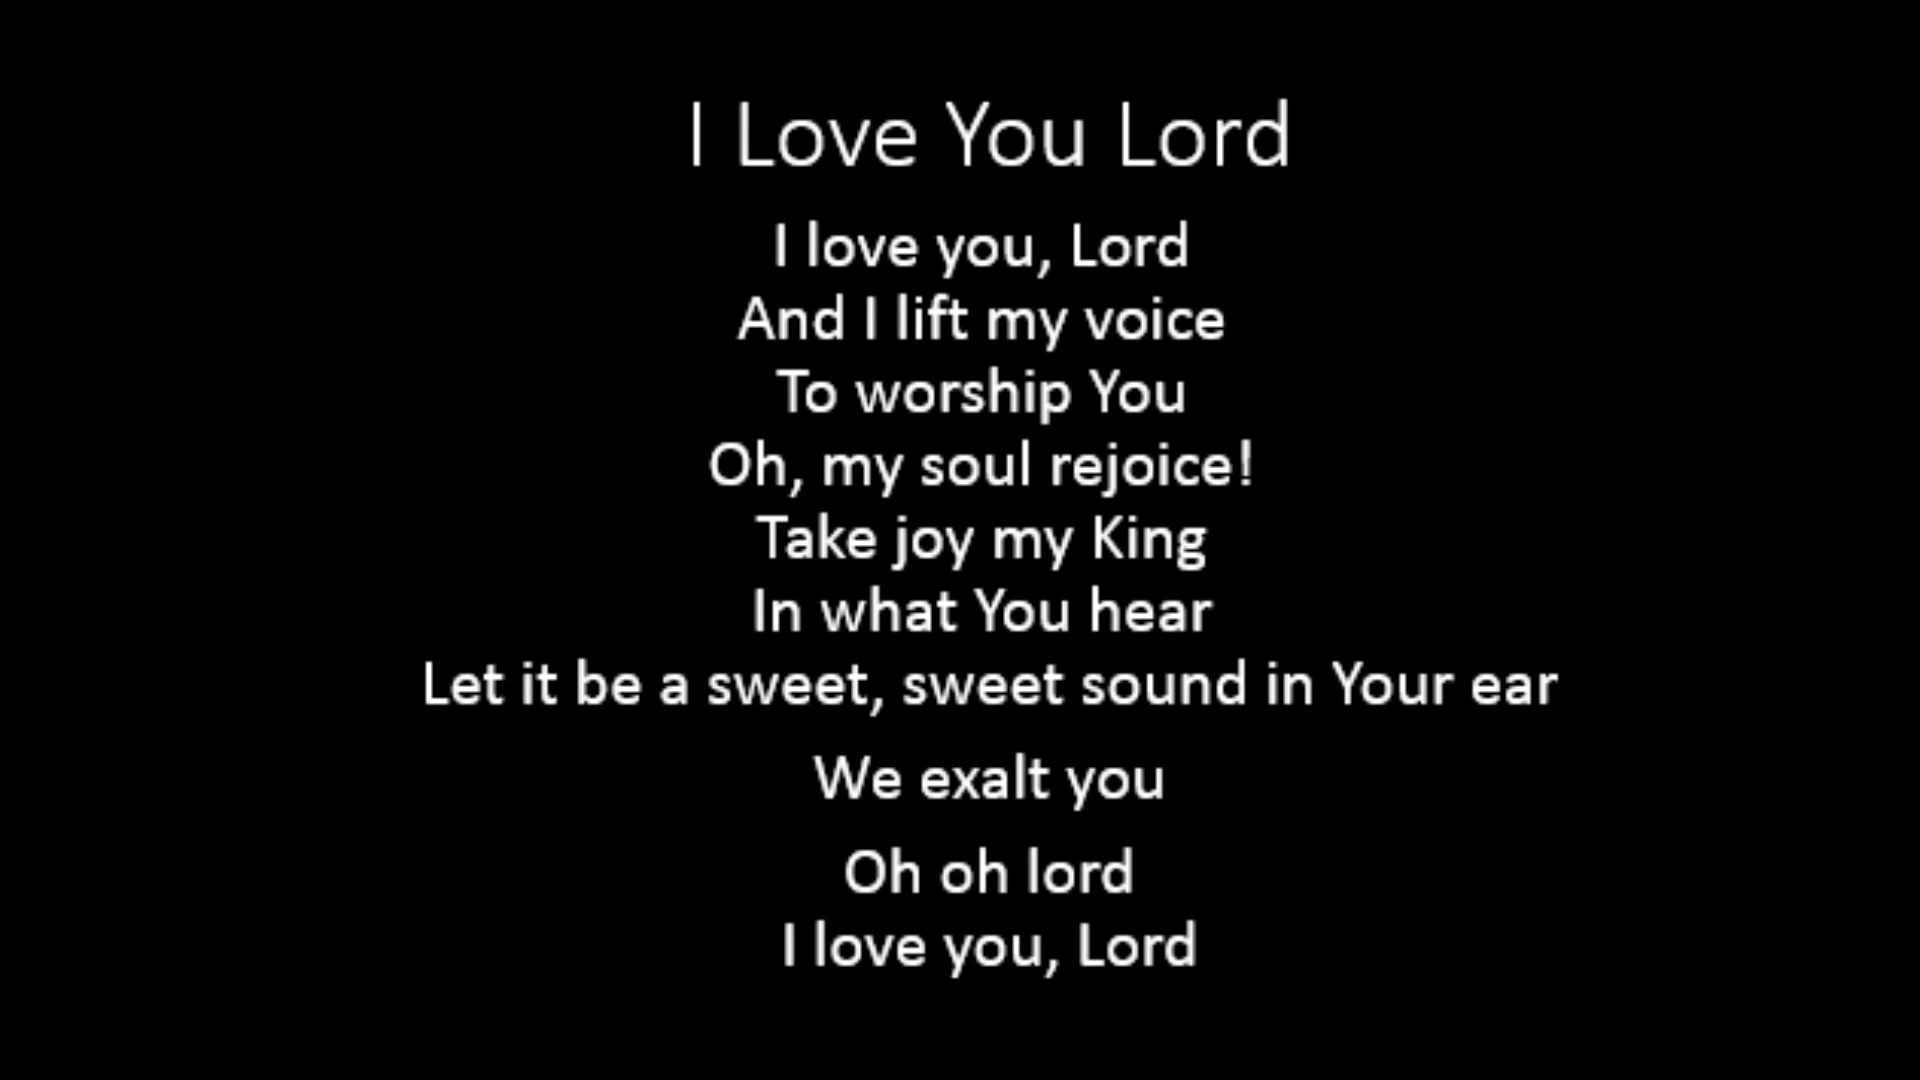 I Love You Lord
I love you, Lord
And I lift my voice
To worship You
Oh, my soul rejoice!
Take joy my King
In what You hear
Let it be a sweet, sweet sound in Your ear
We exalt you
Oh oh lord
I love you, Lord